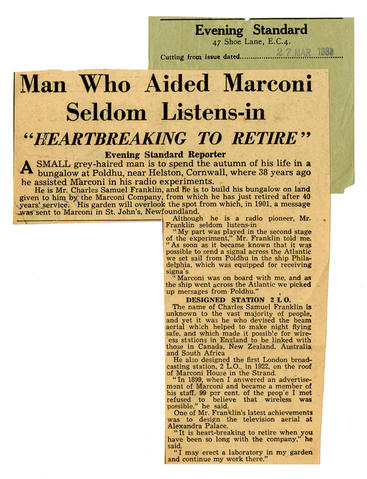 Evening Standard
47 Shoe Lane, E.C.4.
Cutting from issue dated 27 MAR 1939
Man Who Aided Marconi
Seldom Listens-in
"HEARTBREAKING TO RETIRE"
Evening Standard Reporter
A SMALL grey-haired man is to spend the autumn of his life in a
bungalow at Poldhu, near Helston, Cornwall, where 38 years ago
he assisted Marconi in his radio experiments.
He is Mr. Charles Samuel Franklin, and he is to build his bungalow on land
given to him by the Marconi Company, from which he has just retired after 40
years' service. His garden will overlook the spot from which, in 1901, a message
was sent to Marconi in St. John's, Newfoundland.
Although he is a radio pioneer, Mr.
Franklin seldom listens-in
"My part was played in the second stage
of the experiment," Mr. Franklin told me.
"As soon as it became known that it was
possible to send a signal across the Atlantic
we set sail from Poldhu in the ship Phila-
delphia, which was equipped for receiving
signa's
"Marconi was on board with me, and as
the ship went across the Atlantic we picked
up messages from Poldhu."
DESIGNED STATION 2 L O.
The name of Charles Samuel Franklin is
unknown to the vast majority of people,
and yet it was he who devised the beam
aerial which helped to make night flying
safe, and which made it possible for wire-
less stations in England to be linked with
those in Canada, New Zealand, Australia
and South Africa
He also designed the first London broad-
casting station, 2 L.O., in 1922, on the roof
of Marconi House in the Strand.
"In 1899, when I answered an advertise-
ment of Marconi and became a member of
his staff, 99 per cent. of the peop'e I met
refused to believe that wireless was
possible," he said.
One of Mr. Franklin's latest achievements
was to design the television aerial at
Alexandra Palace.
"It is heart-breaking to retire when you
have been so long with the company," he
said.
"I may erect a laboratory in my garden
and continue my work there."